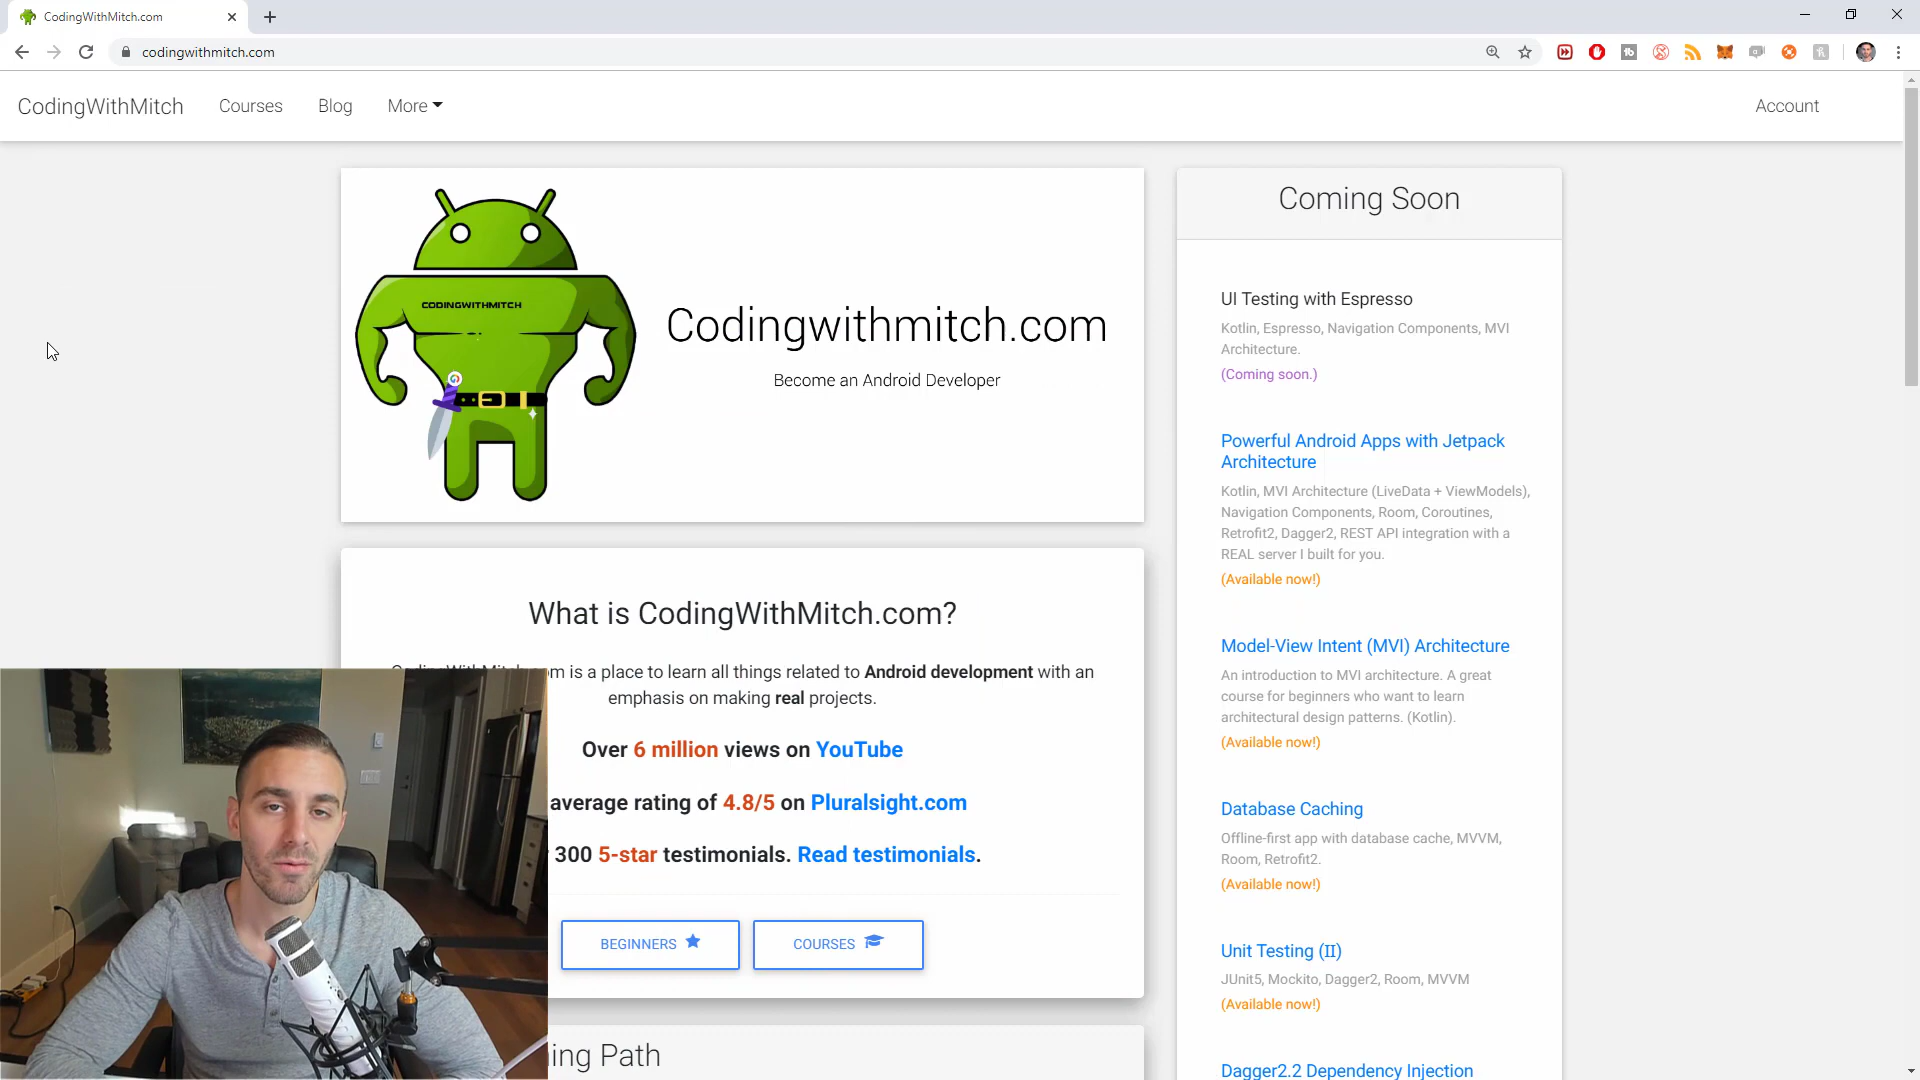 CodingWithMitch.com
codingwithmitch.com
CodingWithMitch
Courses
Blog
More
Account
CODINGWITHMITCH
Codingwithmitch.com
Become an Android Developer
What is CodingWithMitch.com?
is a place to learn all things related to Android development with an
emphasis on making real projects.
Over 6 million views on YouTube
average rating of 4.8/5 on Pluralsight.com
300 5-star testimonials. Read testimonials.
BEGINNERS
COURSES
Path
Coming Soon
UI Testing with Espresso
Kotlin, Espresso, Navigation Components, MVI
Architecture.
(Coming soon.)
Powerful Android Apps with Jetpack
Architecture
Kotlin, MVI Architecture (LiveData + ViewModels),
Navigation Components, Room, Coroutines,
Retrofit2, Dagger2, REST API integration with a
REAL server I built for you.
(Available now!)
Model-View Intent (MVI) Architecture
An introduction to MVI architecture. A great
course for beginners who want to learn
architectural design patterns. (Kotlin).
(Available now!)
Database Caching
Offline-first app with database cache, MVVM,
Room, Retrofit2.
(Available now!)
Unit Testing (II)
JUnit5, Mockito, Dagger2, Room, MVVM
(Available now!)
Dagger2.2 Dependency Injection